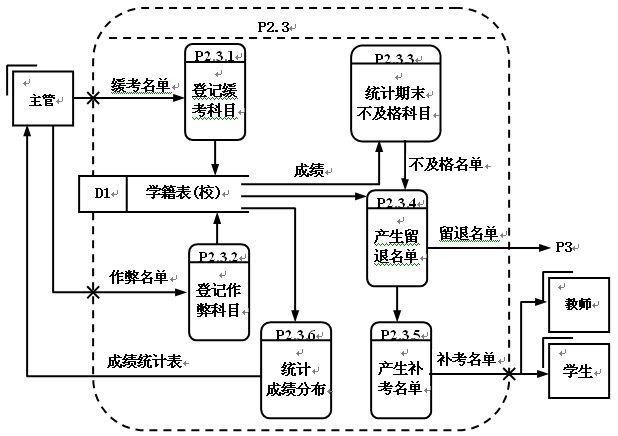 P2.3
P2.3.1
登记缓
考科目
P2.3.3
统计期末
不及格科目
主管
缓考名单
成绩
不及格名单
D1
学籍表(校)
P2.3.4
产生留
退名单
留退名单
P3
P2.3.2
登记作
弊科目
作弊名单
教师
P2.3.6
统计
成绩分布
P2.3.5
产生补
考名单
成绩统计表
补考名单
学生